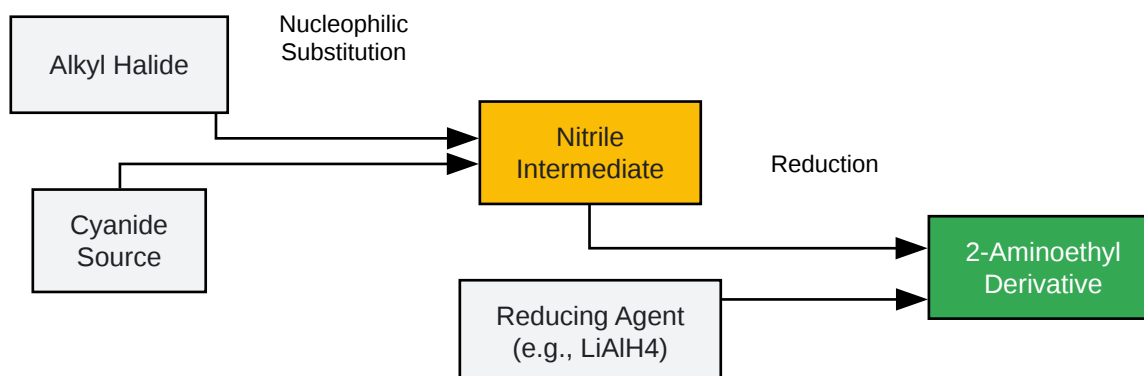 Nucleophilic
Substitution
Alkyl Halide
Nitrile
Intermediate
Reduction
Cyanide
Source
2-Aminoethyl
Derivative
Reducing Agent
(e.g., LiAlH4)